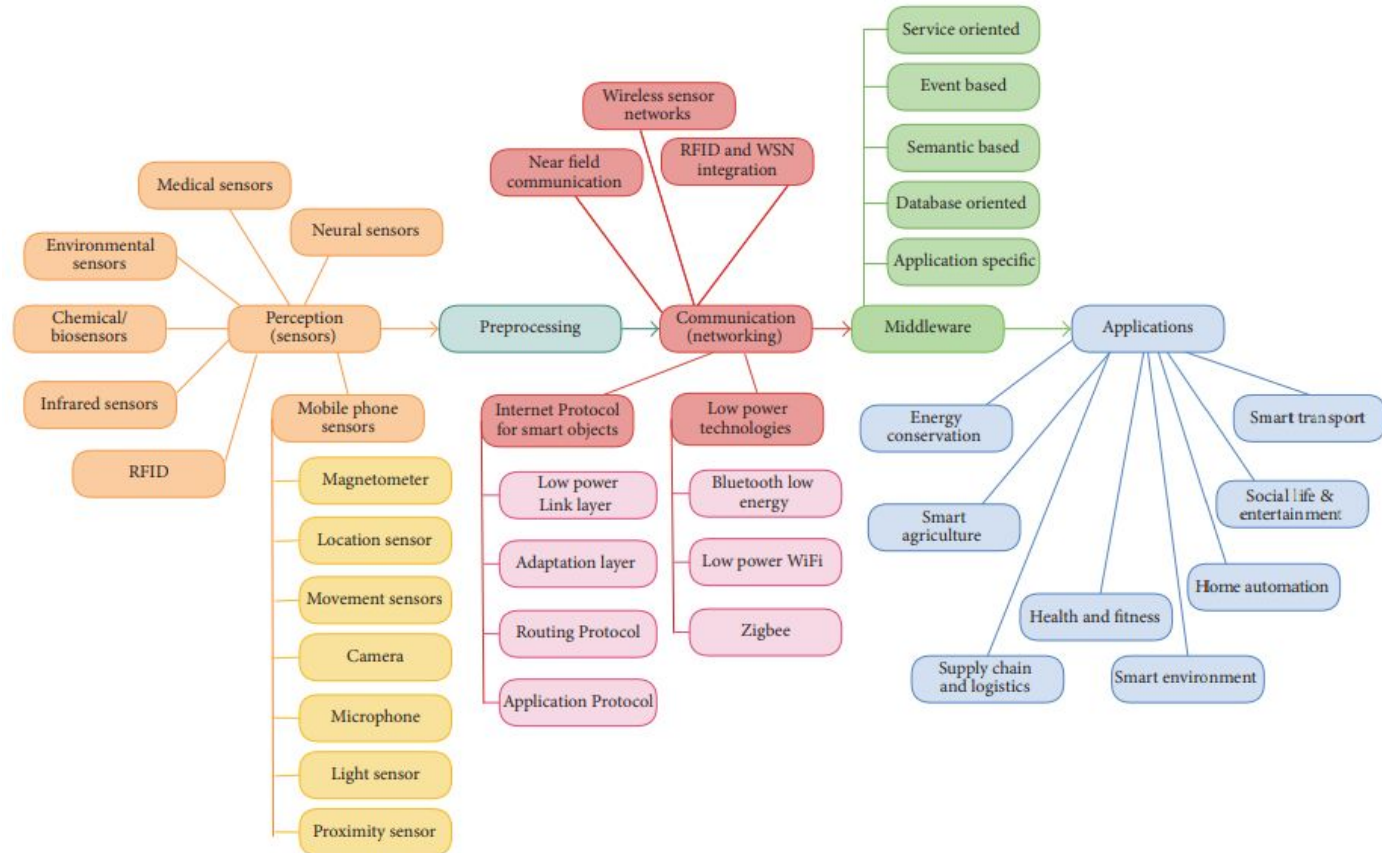 Service oriented
Event based
Semantic based
Database oriented
Application specific
Wireless sensor
networks
Near field
communication
RFID and WSN
integration
Medical sensors
Neural sensors
Environmental
sensors
Chemical/
biosensors
Infrared sensors
RFID
Perception
(sensors)
Preprocessing
Communication
(networking)
Middleware
Applications
Mobile phone
sensors
Magnetometer
Location sensor
Movement sensors
Camera
Microphone
Light sensor
Proximity sensor
Internet Protocol
for smart objects
Low power
Link layer
Adaptation layer
Routing Protocol
Application Protocol
Low power
technologies
Bluetooth low
energy
Low power WiFi
Zigbee
Energy
conservation
Smart
agriculture
Supply chain
and logistics
Health and fitness
Smart environment
Home automation
Social life &
entertainment
Smart transport